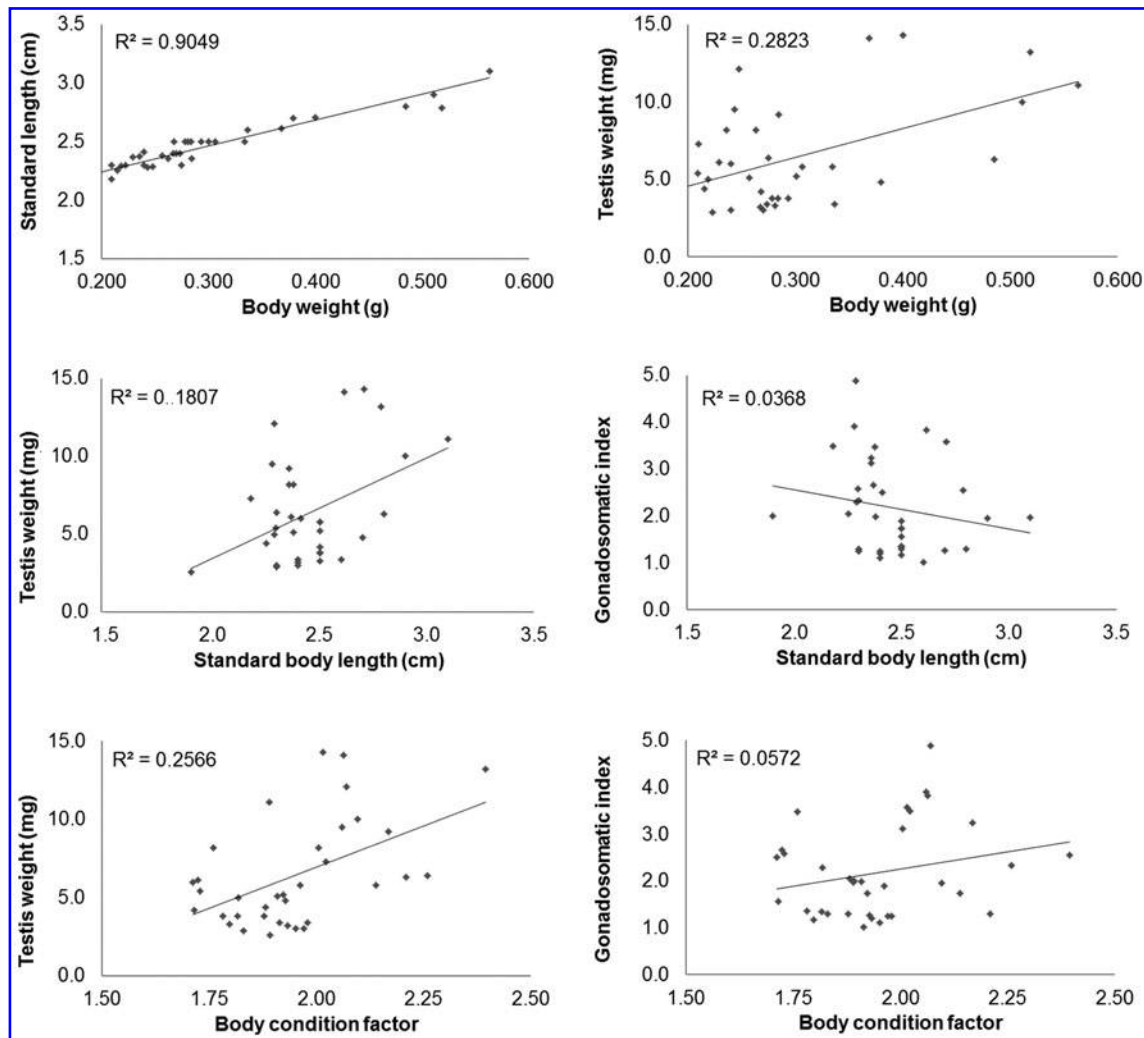 R² = 0.9049
Standard length (cm)
3.5
3.0
2.5
2.0
1.5
0.200 0.300 0.400 0.500 0.600
Body weight (g)
R² = 0.2823
Testis weight (mg)
15.0
10.0
5.0
0.0
0.200 0.300 0.400 0.500 0.600
Body weight (g)
R² = 0..1807
Testis weight (mg)
15.0
10.0
5.0
0.0
1.5 2.0 2.5 3.0 3.5
Standard body length (cm)
R² = 0.0368
Gonadosomatic index
5.0
4.0
3.0
2.0
1.0
0.0
1.5 2.0 2.5 3.0 3.5
Standard body length (cm)
R² = 0.2566
Testis weight (mg)
15.0
10.0
5.0
0.0
1.50 1.75 2.00 2.25 2.50
Body condition factor
R² = 0.0572
Gonadosomatic index
5.0
4.0
3.0
2.0
1.0
0.0
1.50 1.75 2.00 2.25 2.50
Body condition factor